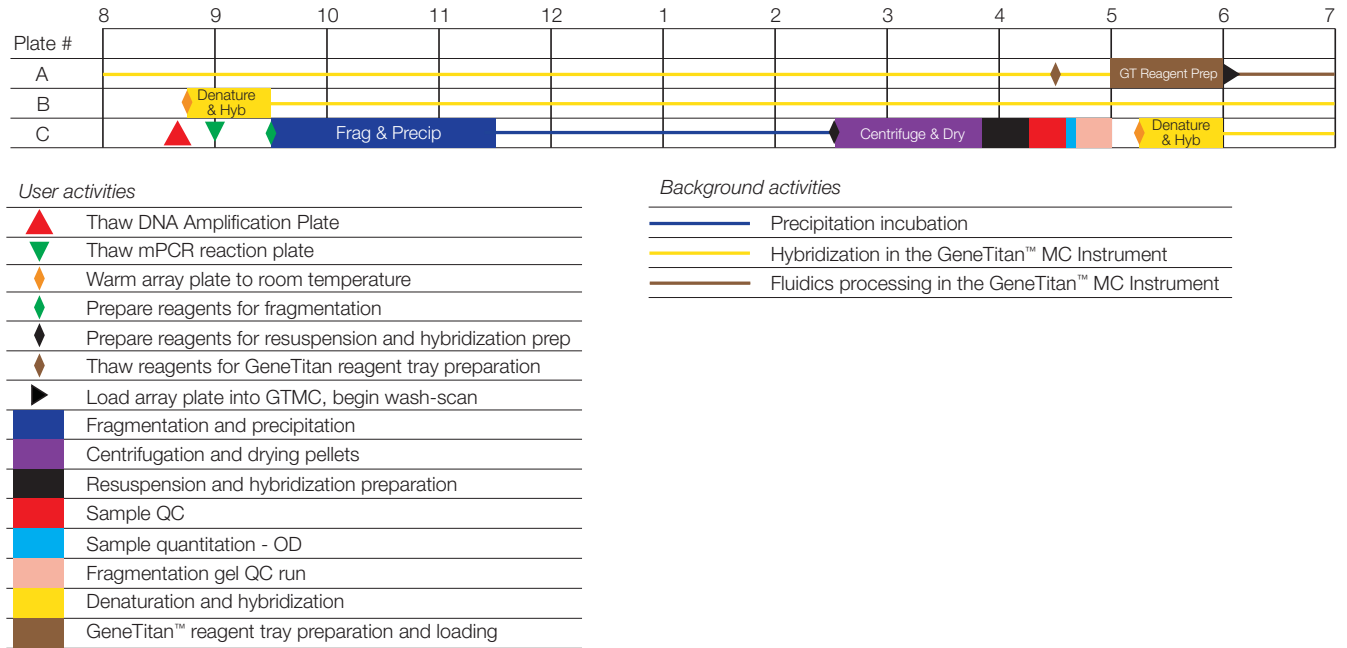 8 9 10 11 12 1 2 3 4 5 6 7
Plate #
A GT Reagent Prep
B Denature
& Hyb
C Frag & Precip Centrifuge & Dry Denature
& Hyb
User activities
Thaw DNA Amplification Plate
Thaw mPCR reaction plate
Warm array plate to room temperature
Prepare reagents for fragmentation
Prepare reagents for resuspension and hybridization prep
Thaw reagents for GeneTitan reagent tray preparation
Load array plate into GTMC, begin wash-scan
Fragmentation and precipitation
Centrifugation and drying pellets
Resuspension and hybridization preparation
Sample QC
Sample quantitation - OD
Fragmentation gel QC run
Denaturation and hybridization
GeneTitan™ reagent tray preparation and loading
Background activities
Precipitation incubation
Hybridization in the GeneTitan™ MC Instrument
Fluidics processing in the GeneTitan™ MC Instrument